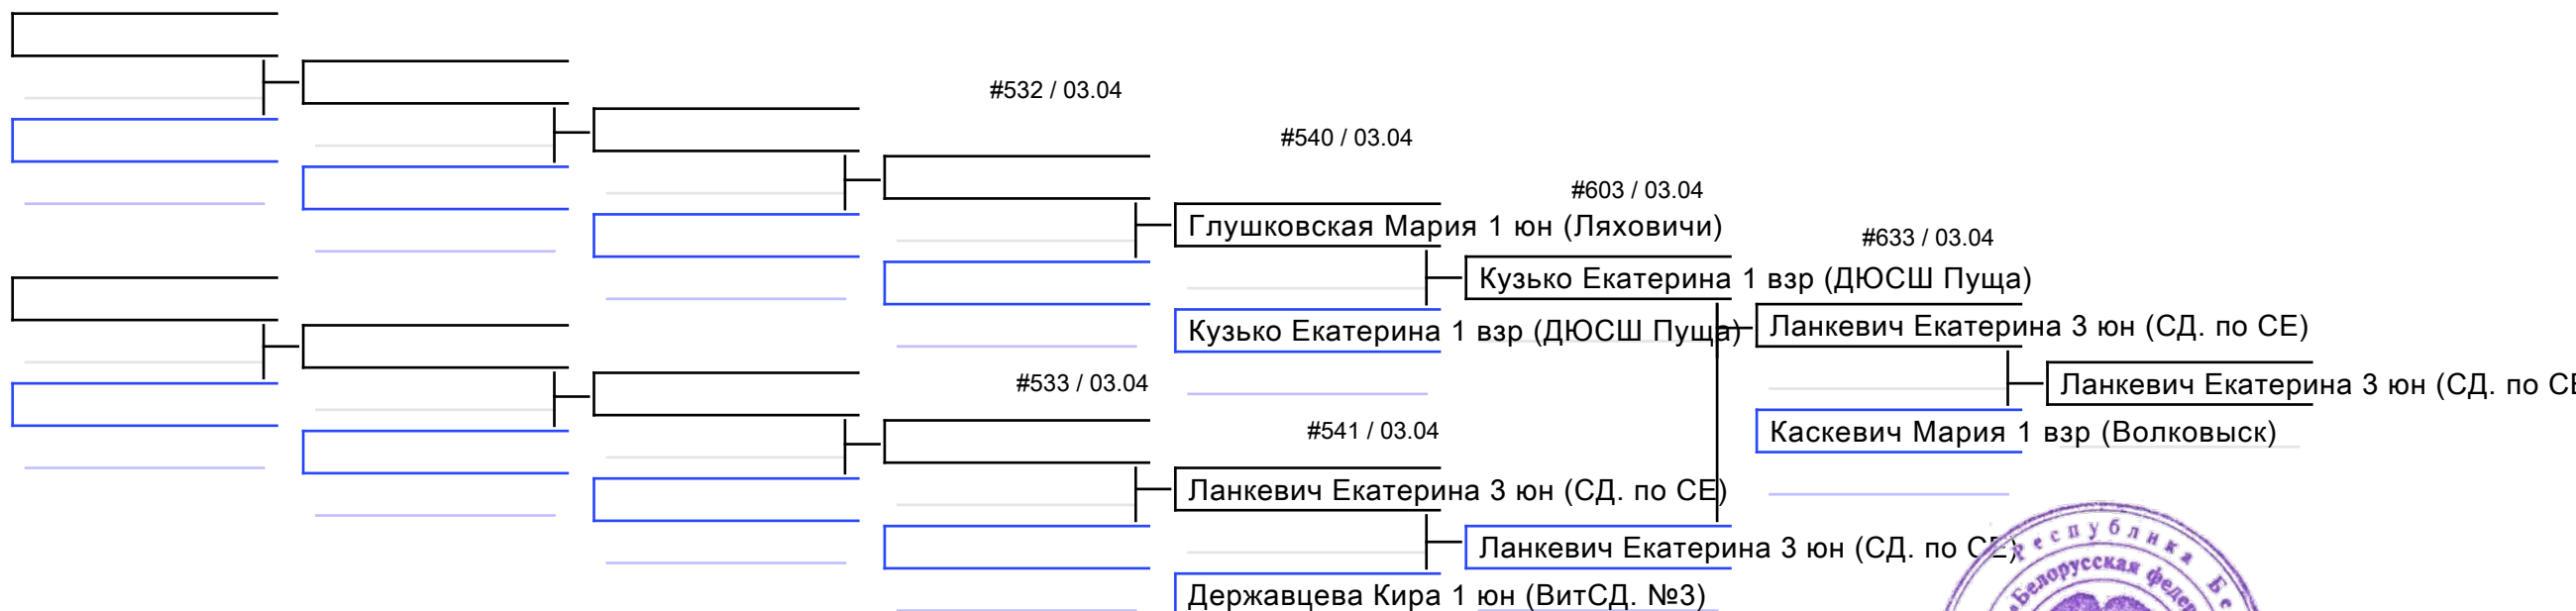 #532 / 03.04
#540 / 03.04
#603 / 03.04
Глушковская Мария 1 юн (Ляховичи)
#633 / 03.04
Кузько Екатерина 1 взр (ДЮСШ Пуща)
Кузько Екатерина 1 взр (ДЮСШ Пуща)
Ланкевич Екатерина 3 юн (СД. по СЕ)
#533 / 03.04
Ланкевич Екатерина 3 юн (СД. по СЕ
#541 / 03.04
Каскевич Мария 1 взр (Волковыск)
Ланкевич Екатерина 3 юн (СД. по СЕ)
Ланкевич Екатерина 3 юн (СД. по СЕ)
Державцева Кира 1 юн (ВитСД. №3)
Республика Бе
«Белорусская федер